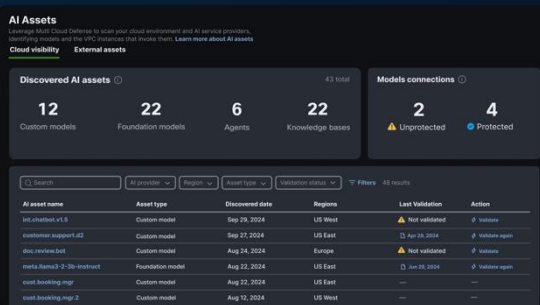 AI Assets
Leverage Multi Cloud Defense to scan your cloud environment and AI service providers,
identifying models and the VPC instances that invoke them. Learn more about AI assets
Cloud visibility External assets
Discovered AI assets 43 total
12 22 6 22
Custom models Foundation models Agents Knowledge bases
Models connections
2 4
Unprotected Protected
Search AI provider Region Asset type Validation status Filters 48 results
AI asset name Asset type Discovered date Regions Last Validation Action
int.chatbot.v1.5 Custom model Sep 29, 2024 US West Not validated Validate
customer.support.d2 Custom model Sep 27, 2024 US East Apr 29, 2024 Validate again
doc.review.bot Custom model Aug 24, 2024 Europe Not validated Validate
meta.llama3-2-3b-instruct Foundation model Aug 22, 2024 US East Jun 29, 2024 Validate again
cust.booking.mgr Custom model Aug 22, 2024 US East — —
cust.booking.mgr.2 Custom model Aug 12, 2024 US West — —